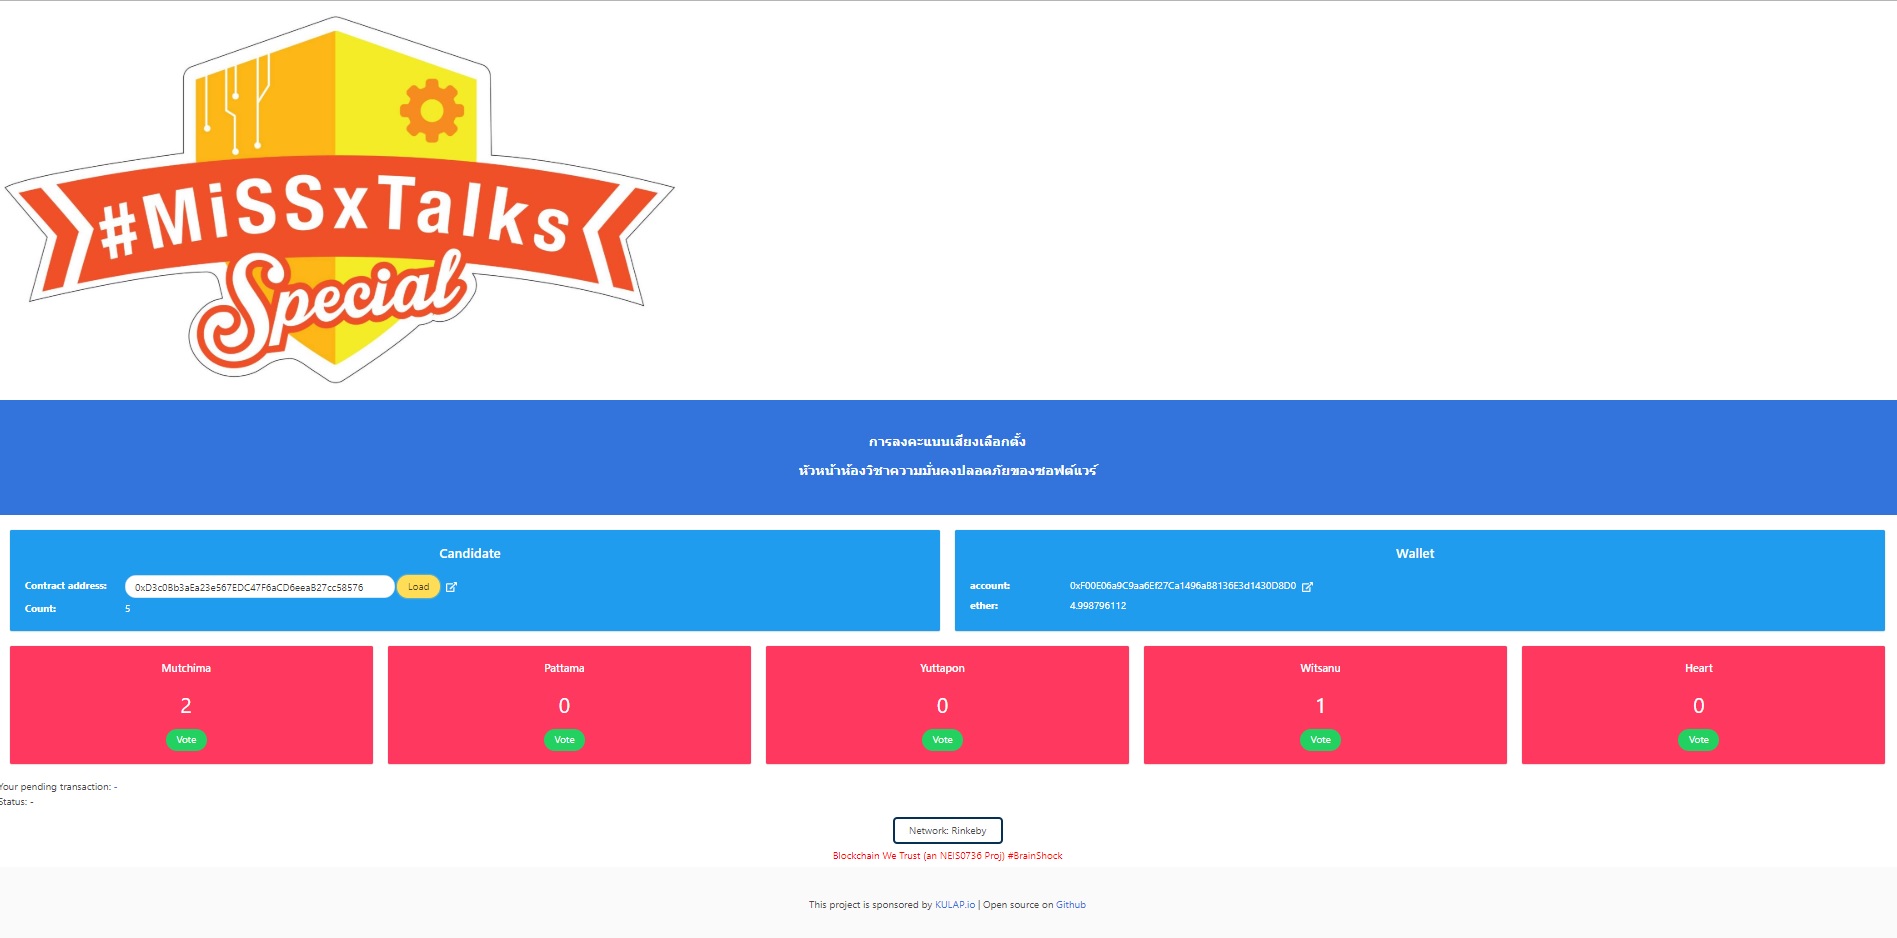 #MiSSxTalks
Special
การลงคะแนนเสียงเลือกตั้ง
หัวหน้าห้องวิชาความมั่นคงปลอดภัยของซอฟต์แวร์
Candidate
Contract address: 0xD3c0Bb3aEa23e567EDC47F6aCD6eeaB27cc58576 Load
Count: 5
Wallet
account: 0xF00E06a9C9aa6Ef27Ca1496aB8136E3d1430D8D0
ether: 4.998796112
Mutchima
2
Vote
Pattama
0
Vote
Yuttapon
0
Vote
Witsanu
1
Vote
Heart
0
Vote
Your pending transaction: -
Status: -
Network: Rinkeby
Blockchain We Trust (an NEIS0736 Proj) #BrainShock
This project is sponsored by KULAP.io | Open source on Github